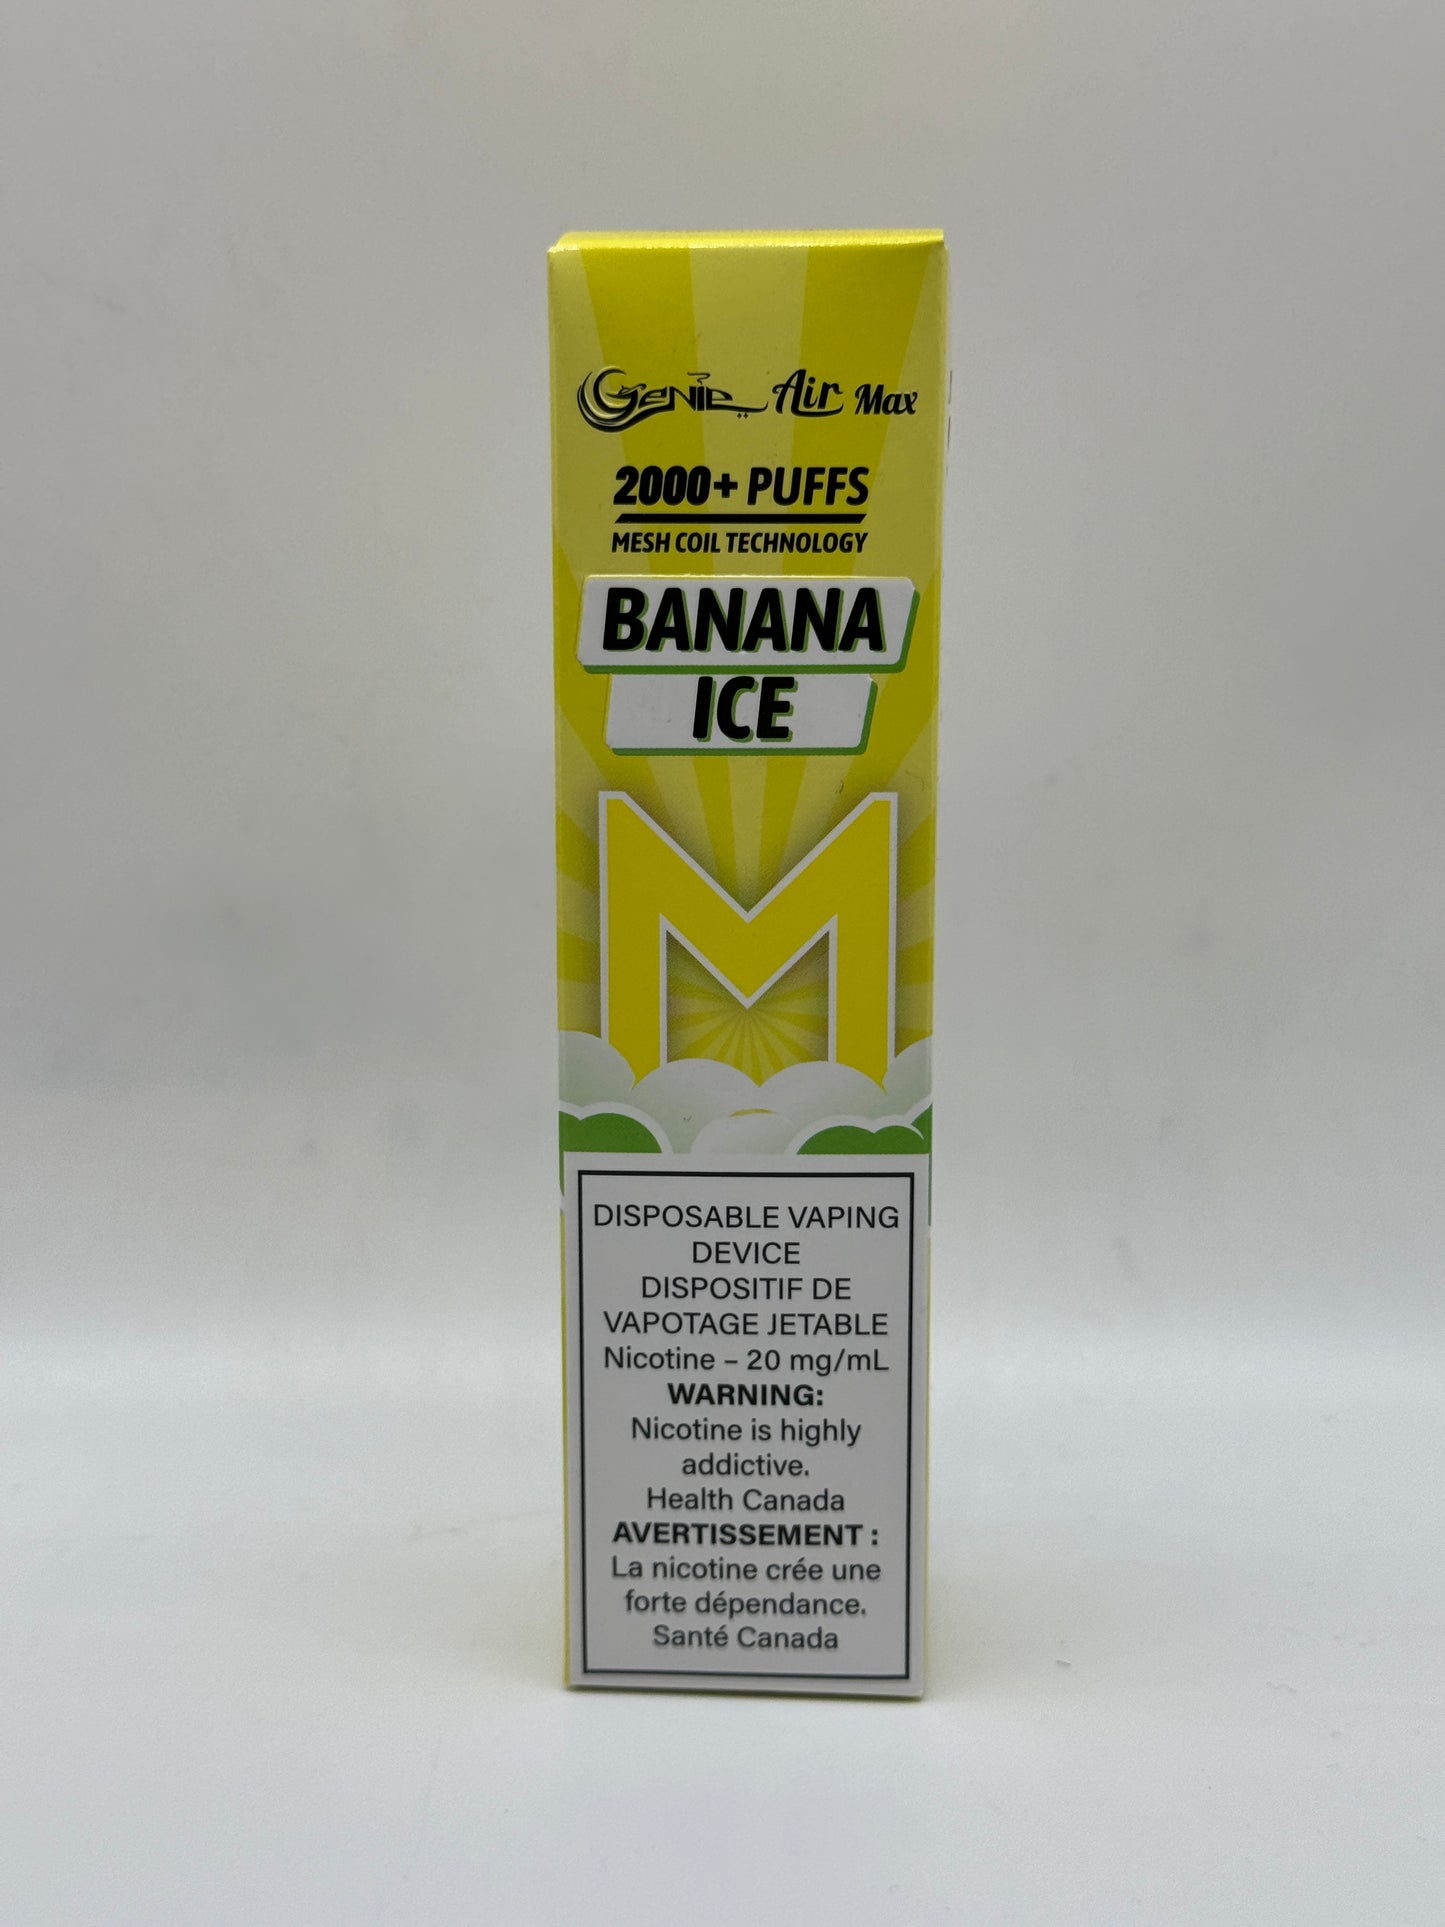 Genie Air Max
2000+ PUFFS
MESH COIL TECHNOLOGY
BANANA
ICE
M
DISPOSABLE VAPING
DEVICE
DISPOSITIF DE
VAPOTAGE JETABLE
Nicotine – 20 mg/mL
WARNING:
Nicotine is highly
addictive.
Health Canada
AVERTISSEMENT :
La nicotine crée une
forte dépendance.
Santé Canada